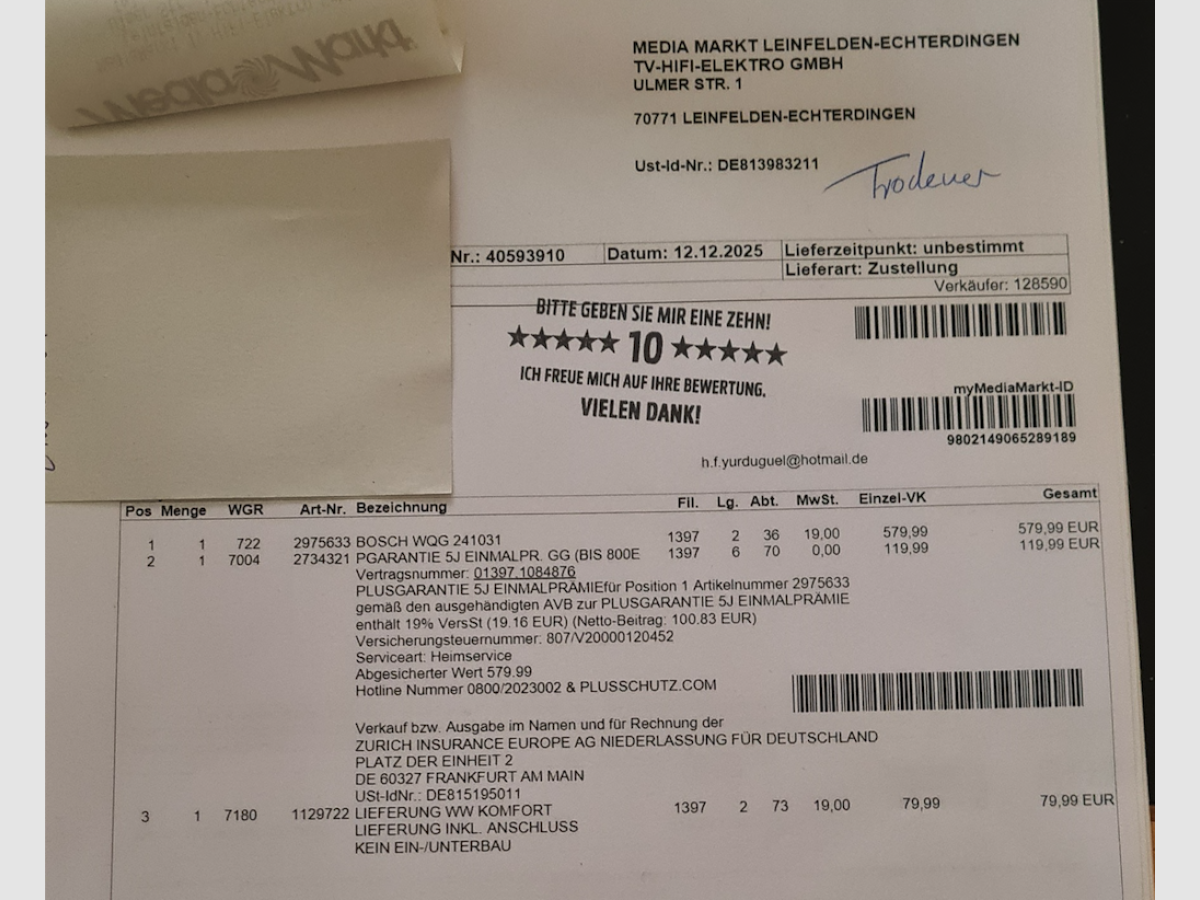 Media Markt
MEDIA MARKT LEINFELDEN-ECHTERDINGEN
TV-HIFI-ELEKTRO GMBH
ULMER STR. 1
70771 LEINFELDEN-ECHTERDINGEN
Ust-Id-Nr.: DE813983211
Trodener
Nr.: 40593910 Datum: 12.12.2025 Lieferzeitpunkt: unbestimmt
Lieferart: Zustellung
Verkäufer: 128590
BITTE GEBEN SIE MIR EINE ZEHN!
★★★★★ 10 ★★★★★
ICH FREUE MICH AUF IHRE BEWERTUNG.
VIELEN DANK!
myMediaMarkt-ID
9802149065289189
h.f.yurduguel@hotmail.de
Pos Menge WGR Art-Nr. Bezeichnung Fil. Lg. Abt. MwSt. Einzel-VK Gesamt
1 1 722 2975633 BOSCH WQG 241031 1397 2 36 19,00 579,99 579,99 EUR
2 1 7004 2734321 PGARANTIE 5J EINMALPR. GG (BIS 800E 1397 6 70 0,00 119,99 119,99 EUR
Vertragsnummer: 01397.1084876
PLUSGARANTIE 5J EINMALPRÄMIEfür Position 1 Artikelnummer 2975633
gemäß den ausgehändigten AVB zur PLUSGARANTIE 5J EINMALPRÄMIE
enthält 19% VersSt (19.16 EUR) (Netto-Beitrag: 100.83 EUR)
Versicherungsteuernummer: 807/V20000120452
Serviceart: Heimservice
Abgesicherter Wert 579.99
Hotline Nummer 0800/2023002 & PLUSSCHUTZ.COM
Verkauf bzw. Ausgabe im Namen und für Rechnung der
ZURICH INSURANCE EUROPE AG NIEDERLASSUNG FÜR DEUTSCHLAND
PLATZ DER EINHEIT 2
DE 60327 FRANKFURT AM MAIN
USt-IdNr.: DE815195011
3 1 7180 1129722 LIEFERUNG WW KOMFORT 1397 2 73 19,00 79,99 79,99 EUR
LIEFERUNG INKL. ANSCHLUSS
KEIN EIN-/UNTERBAU